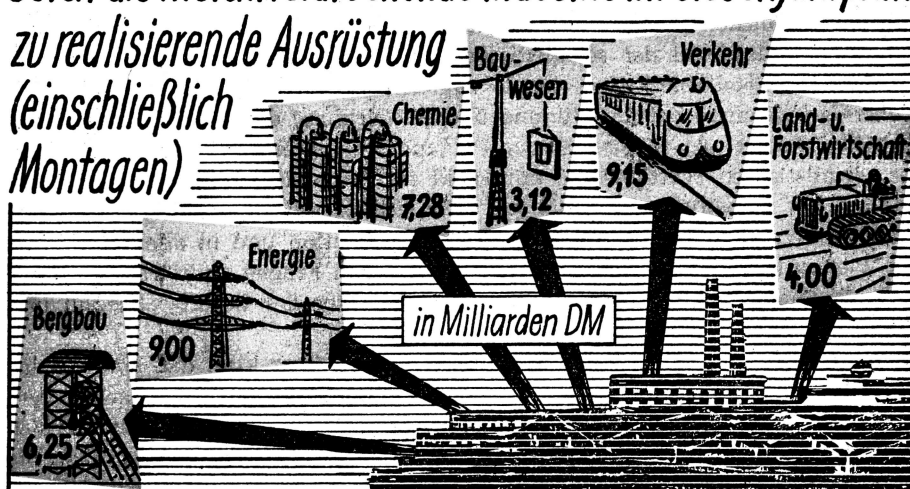 zu realisierende Ausrüstung
(einschließlich
Montagen)
Bau-
wesen
3,12
Verkehr
9,15
Chemie
7,28
Land- u.
Forstwirtschaft
4,00
Energie
9,00
in Milliarden DM
Bergbau
6,25